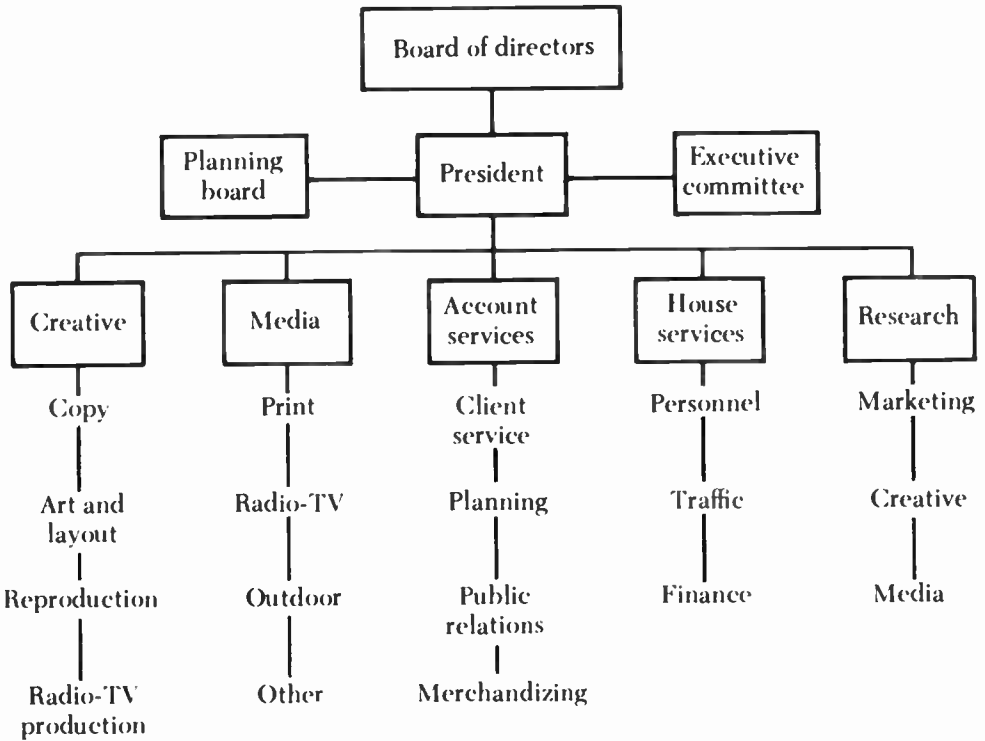 Board of directors
Planning
board
President
Executive
committee
Creative
Media
Account
services
House
services
Research
Copy
Print
Client
service
Personnel
Marketing
Art and
layout
Radio-TV
Planning
Traffic
Creative
Reproduction
Outdoor
Public
relations
Finance
Media
Radio-TV
production
Other
Merchandizing